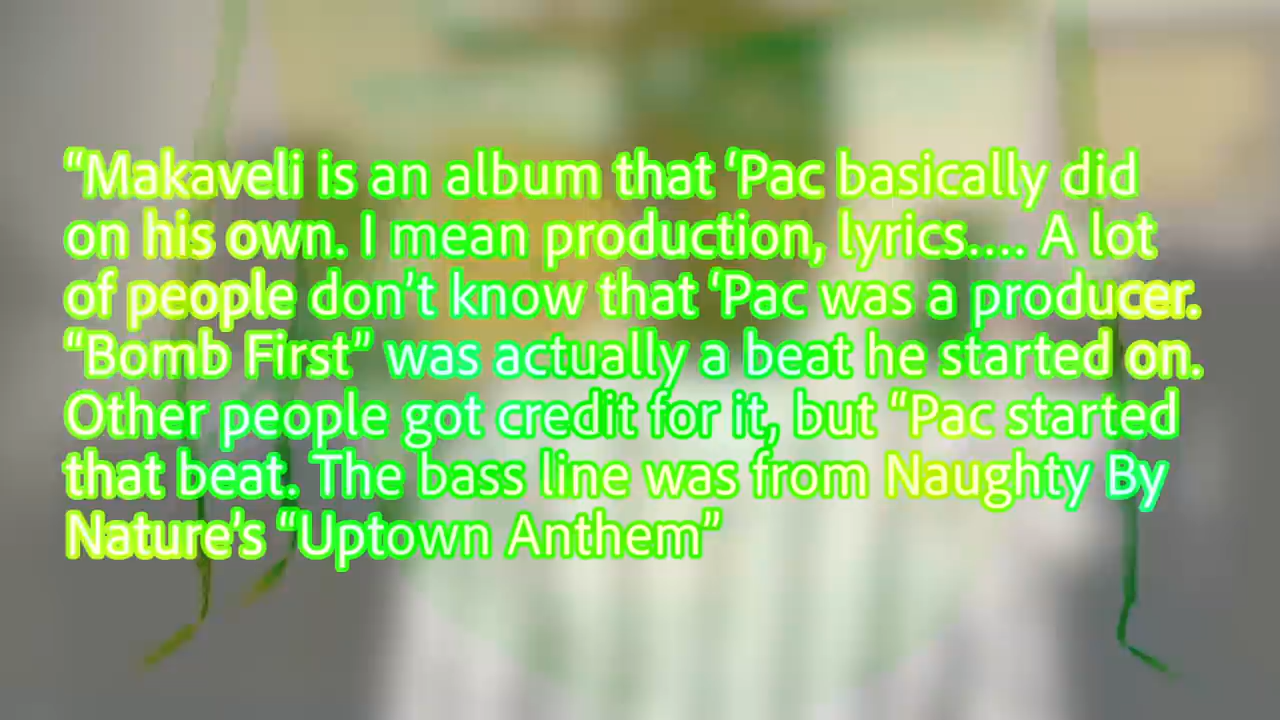 “Makaveli is an album that ‘Pac basically did
on his own. I mean production, lyrics.... A lot
of people don’t know that ‘Pac was a producer.
“Bomb First” was actually a beat he started on.
Other people got credit for it, but “Pac started
that beat. The bass line was from Naughty By
Nature’s “Uptown Anthem”